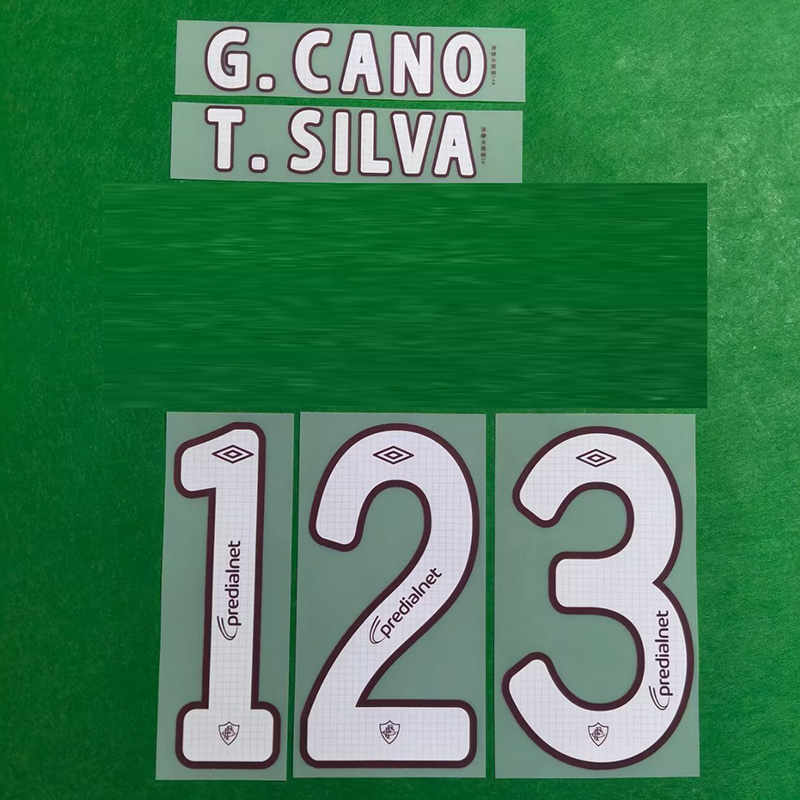 G. CANO
T. SILVA
1 2 3
predialnet
predialnet
predialnet